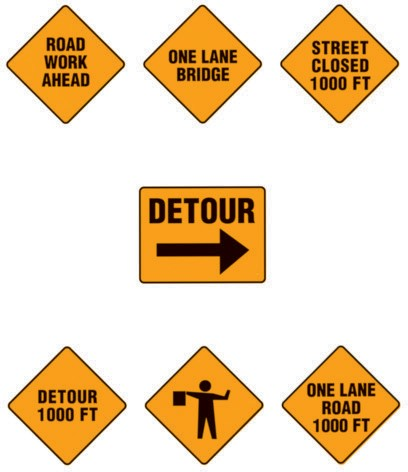 ROAD
WORK
AHEAD
ONE LANE
BRIDGE
STREET
CLOSED
1000 FT
DETOUR
DETOUR
1000 FT
ONE LANE
ROAD
1000 FT